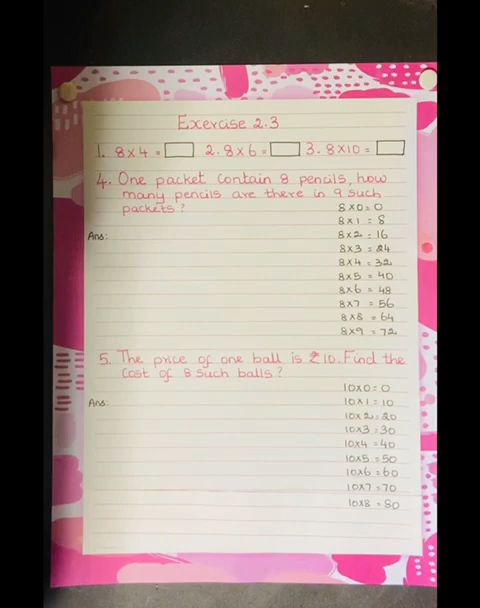 Exercise 2.3
1. 8x4 = 2. 8x6 = 3. 8x10 =
4. One packet contain 8 pencils, how
many pencils are there in 9 such
packets?
8x0=0
8x1 = 8
Ans:
8x2 = 16
8x3 = 24
8x4 = 32
8x5 = 40
8x6 = 48
8x7 = 56
8x8 = 64
8x9 = 72
5. The price of one ball is ₹10. Find the
cost of 8 such balls?
10x0=0
10x1=10
Ans:
10x2=20
10x3=30
10x4=40
10x5=50
10x6=60
10x7=70
10x8=80